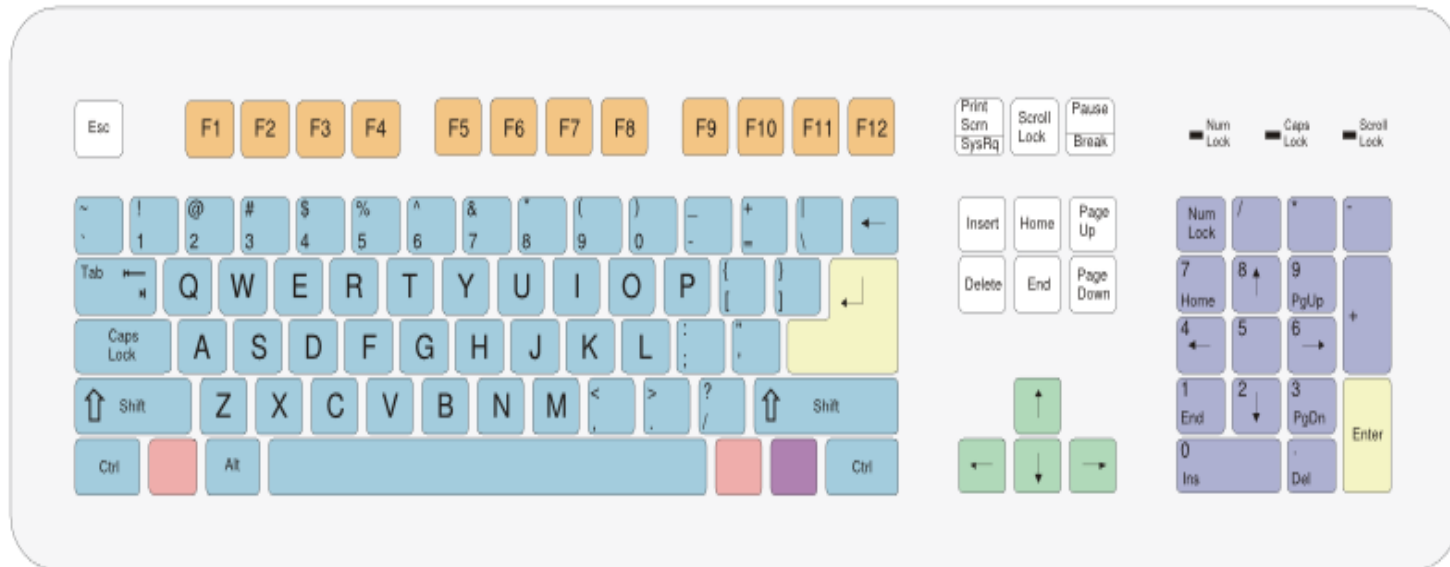 Esc F1 F2 F3 F4 F5 F6 F7 F8 F9 F10 F11 F12
Print
Scrn
SysRq
Scroll
Lock
Pause
Break
Num
Lock
Caps
Lock
Scroll
Lock
~ ! @ # $ % ^ & * ( ) _ + | ←
` 1 2 3 4 5 6 7 8 9 0 - = \
Insert Home Page
Up
Num
Lock
/ * -
Tab Q W E R T Y U I O P { }
[ ]
Delete End Page
Down
7 8 ↑ 9
Home PgUp
+
Caps
Lock
A S D F G H J K L : "
; '
4 ← 5 6 →
Shift Z X C V B N M < > ? Shift
, . /
↑
1 2 ↓ 3
End PgDn
Enter
Ctrl Alt Ctrl
← ↓ →
0 .
Ins Del